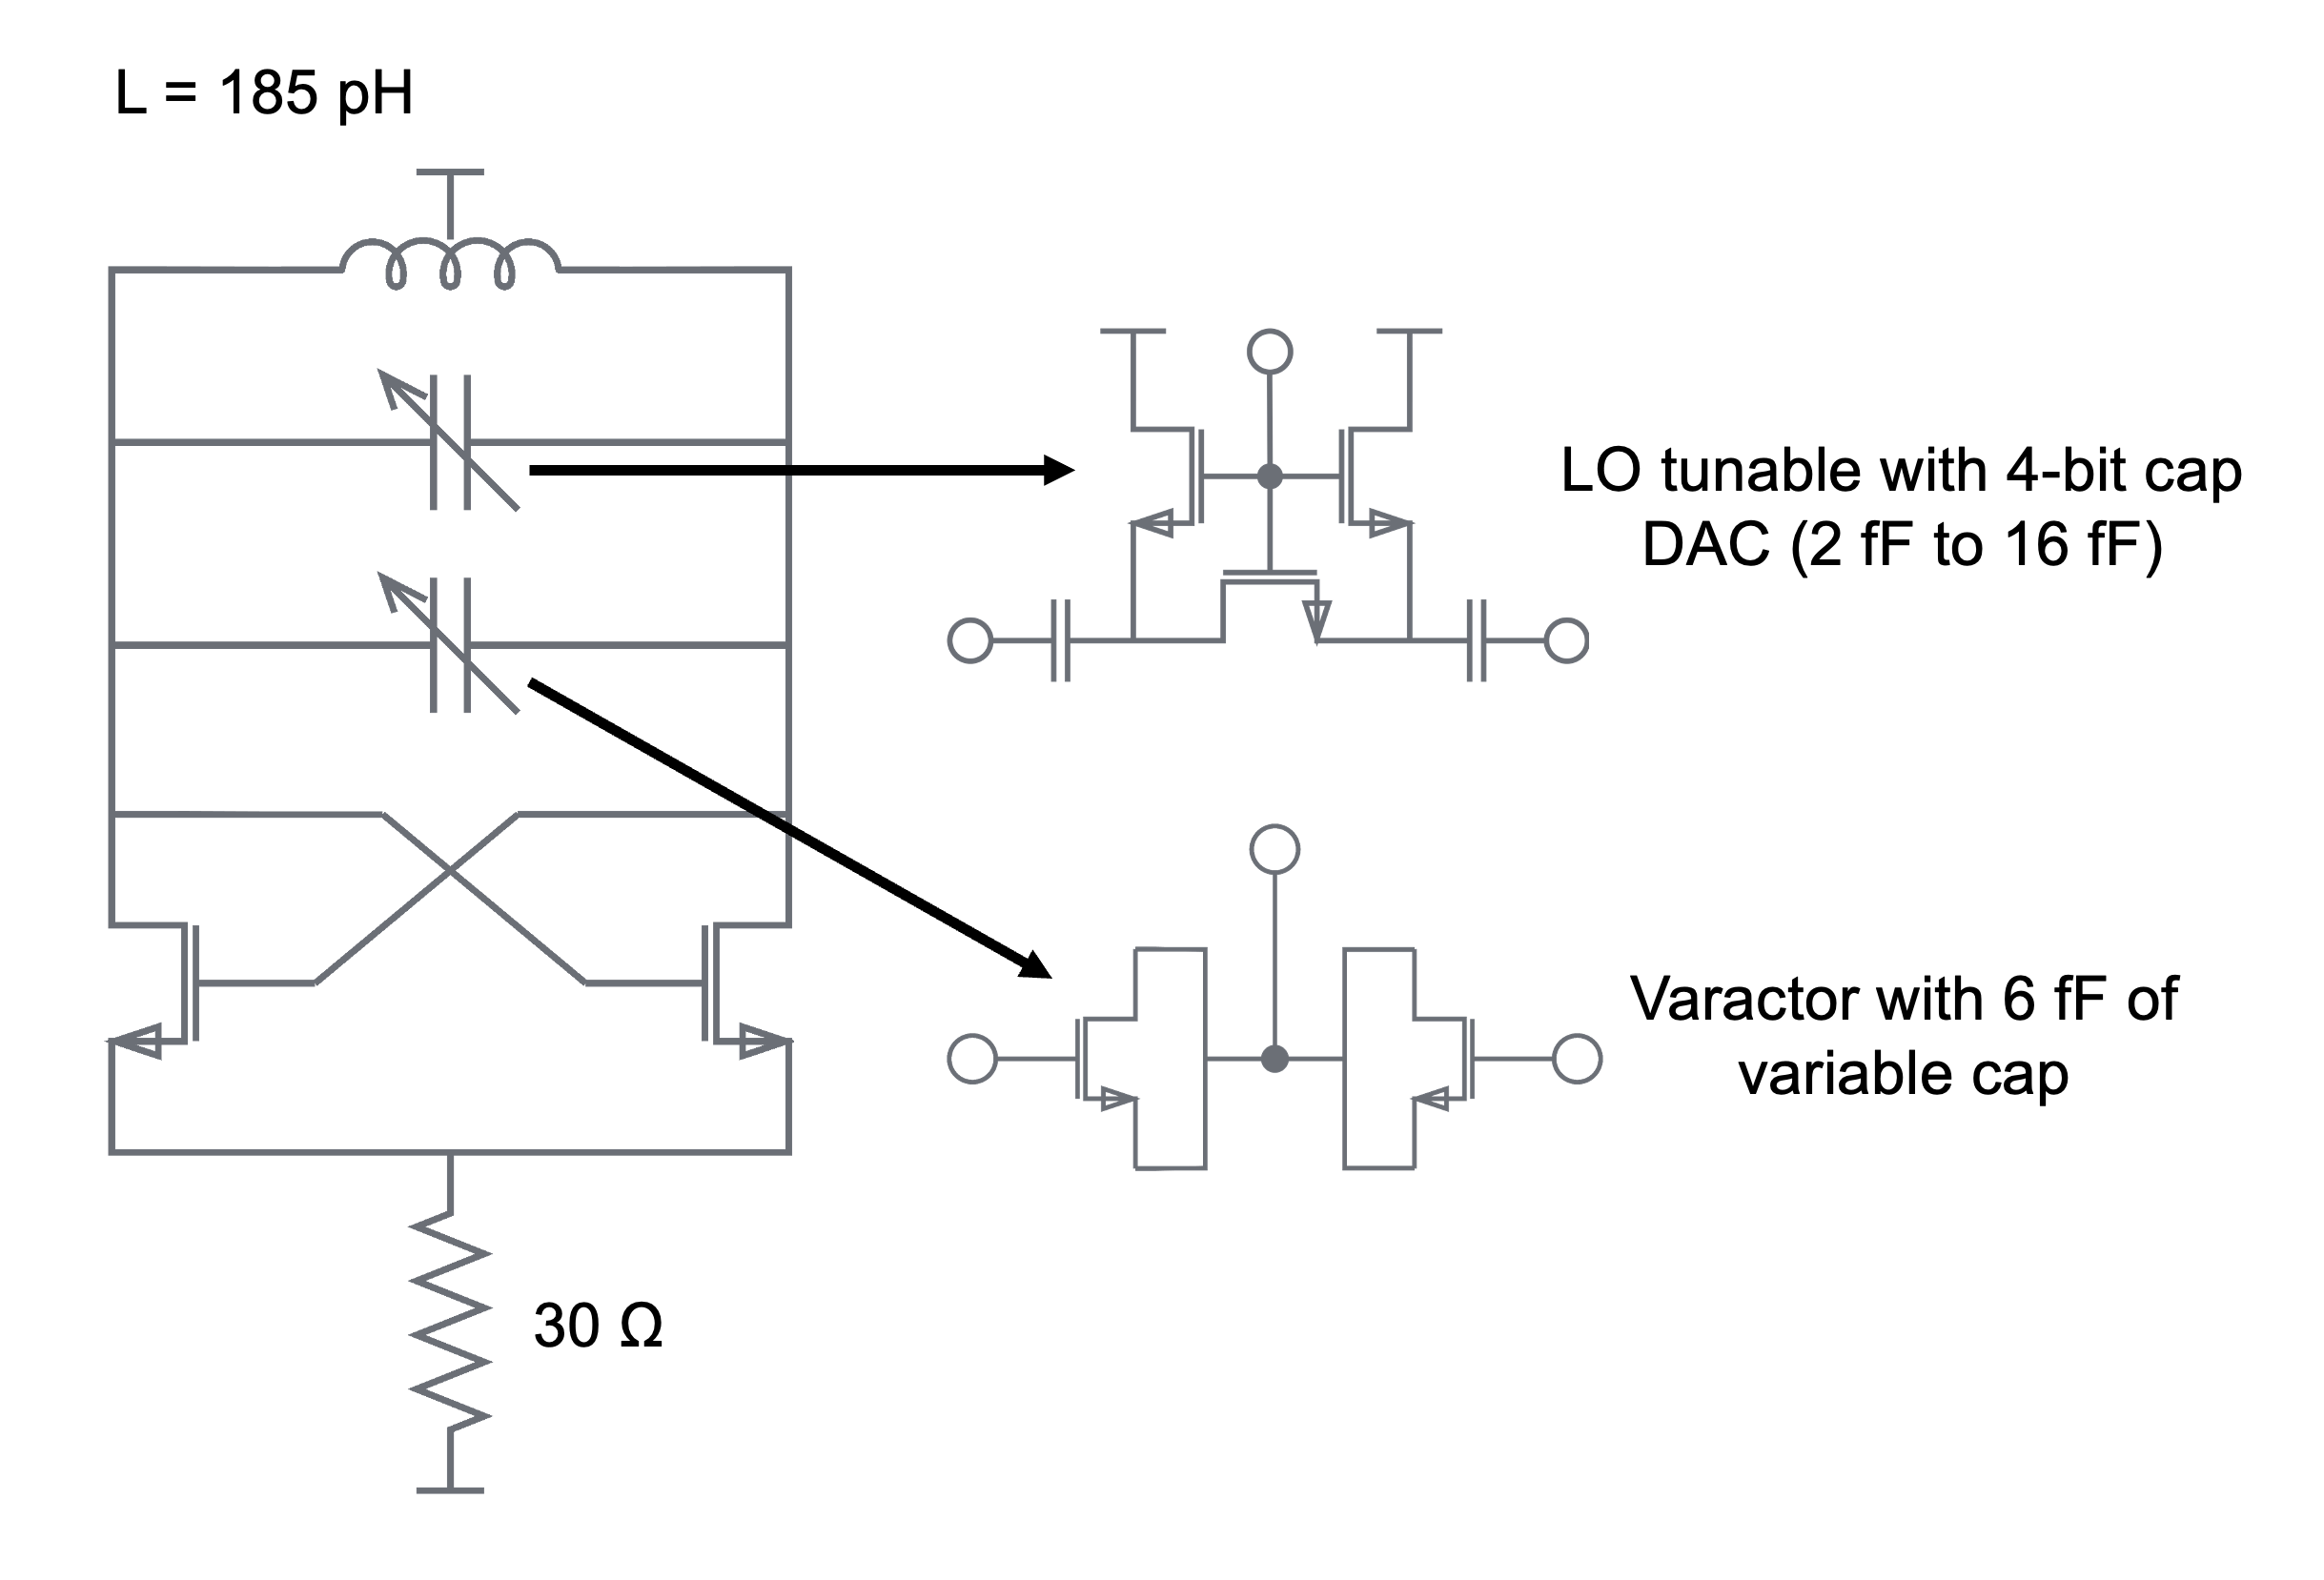 L = 185 pH
LO tunable with 4-bit cap
DAC (2 fF to 16 fF)
Varactor with 6 fF of
variable cap
30 Ω